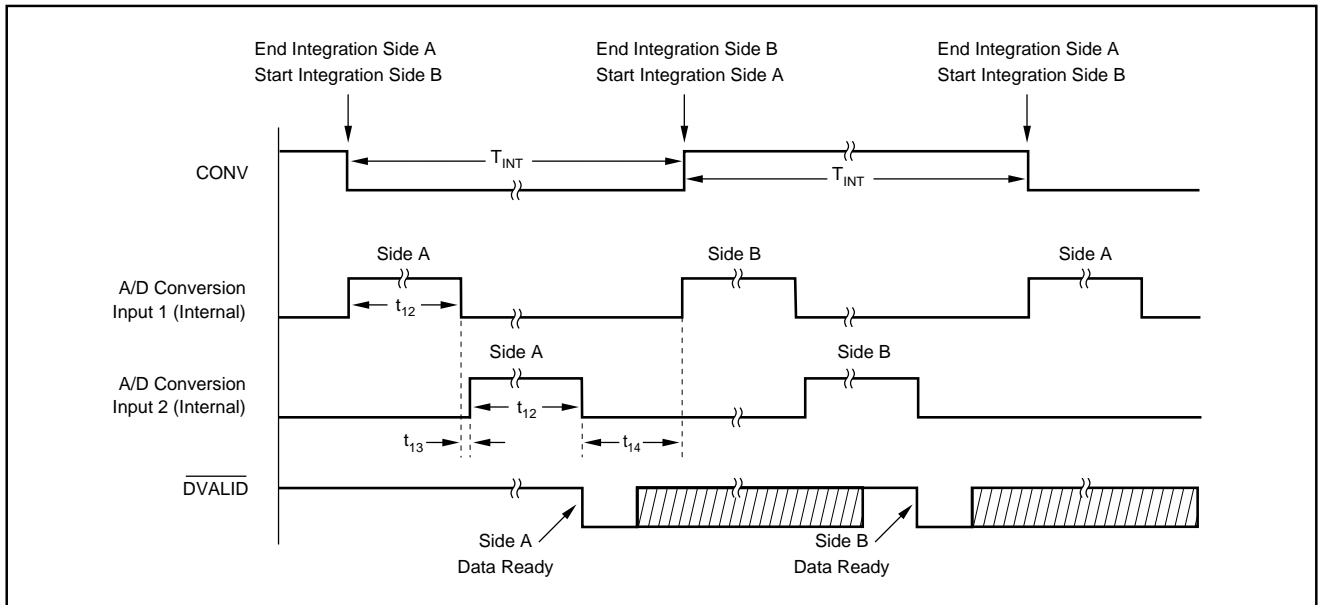 End Integration Side A
Start Integration Side B
End Integration Side B
Start Integration Side A
End Integration Side A
Start Integration Side B
CONV
T_INT
T_INT
Side A
Side B
Side A
A/D Conversion
Input 1 (Internal)
t_12
Side A
Side B
A/D Conversion
Input 2 (Internal)
t_12
t_13
t_14
DVALID
Side A
Data Ready
Side B
Data Ready